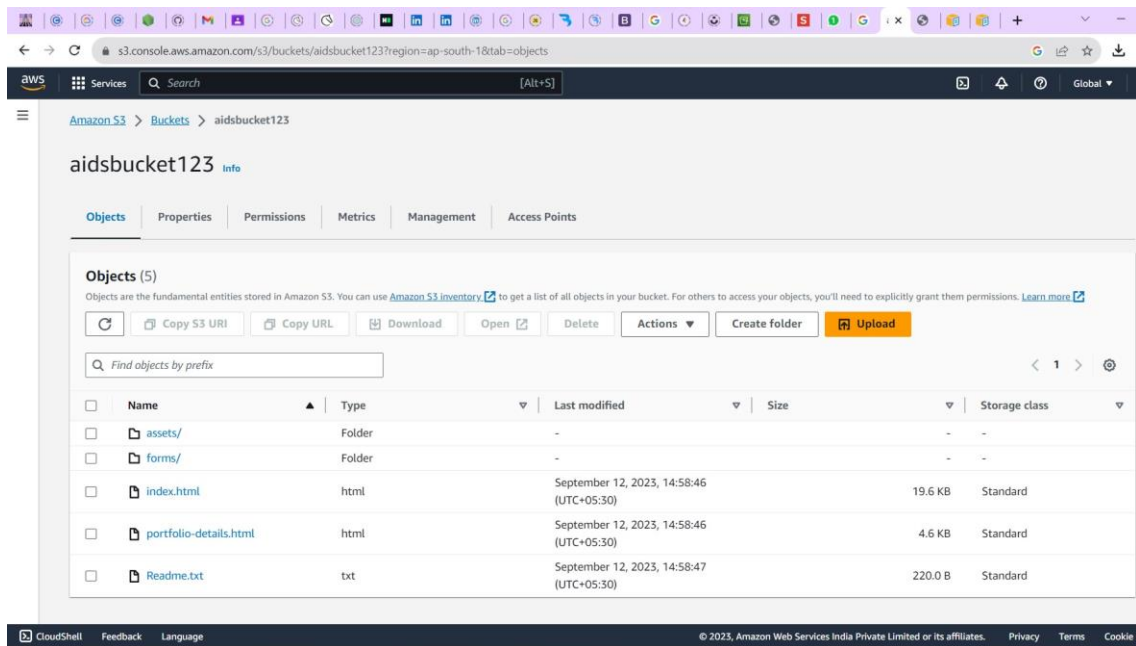 s3.console.aws.amazon.com/s3/buckets/aidsbucket123?region=ap-south-1&tab=objects
aws Services Search [Alt+S] Global
Amazon S3 > Buckets > aidsbucket123
aidsbucket123 Info
Objects Properties Permissions Metrics Management Access Points
Objects (5)
Objects are the fundamental entities stored in Amazon S3. You can use Amazon S3 inventory to get a list of all objects in your bucket. For others to access your objects, you'll need to explicitly grant them permissions. Learn more
Copy S3 URI Copy URL Download Open Delete Actions Create folder Upload
Find objects by prefix 1
Name Type Last modified Size Storage class
assets/ Folder - - -
forms/ Folder - - -
index.html html September 12, 2023, 14:58:46 (UTC+05:30) 19.6 KB Standard
portfolio-details.html html September 12, 2023, 14:58:46 (UTC+05:30) 4.6 KB Standard
Readme.txt txt September 12, 2023, 14:58:47 (UTC+05:30) 220.0 B Standard
CloudShell Feedback Language © 2023, Amazon Web Services India Private Limited or its affiliates. Privacy Terms Cookie